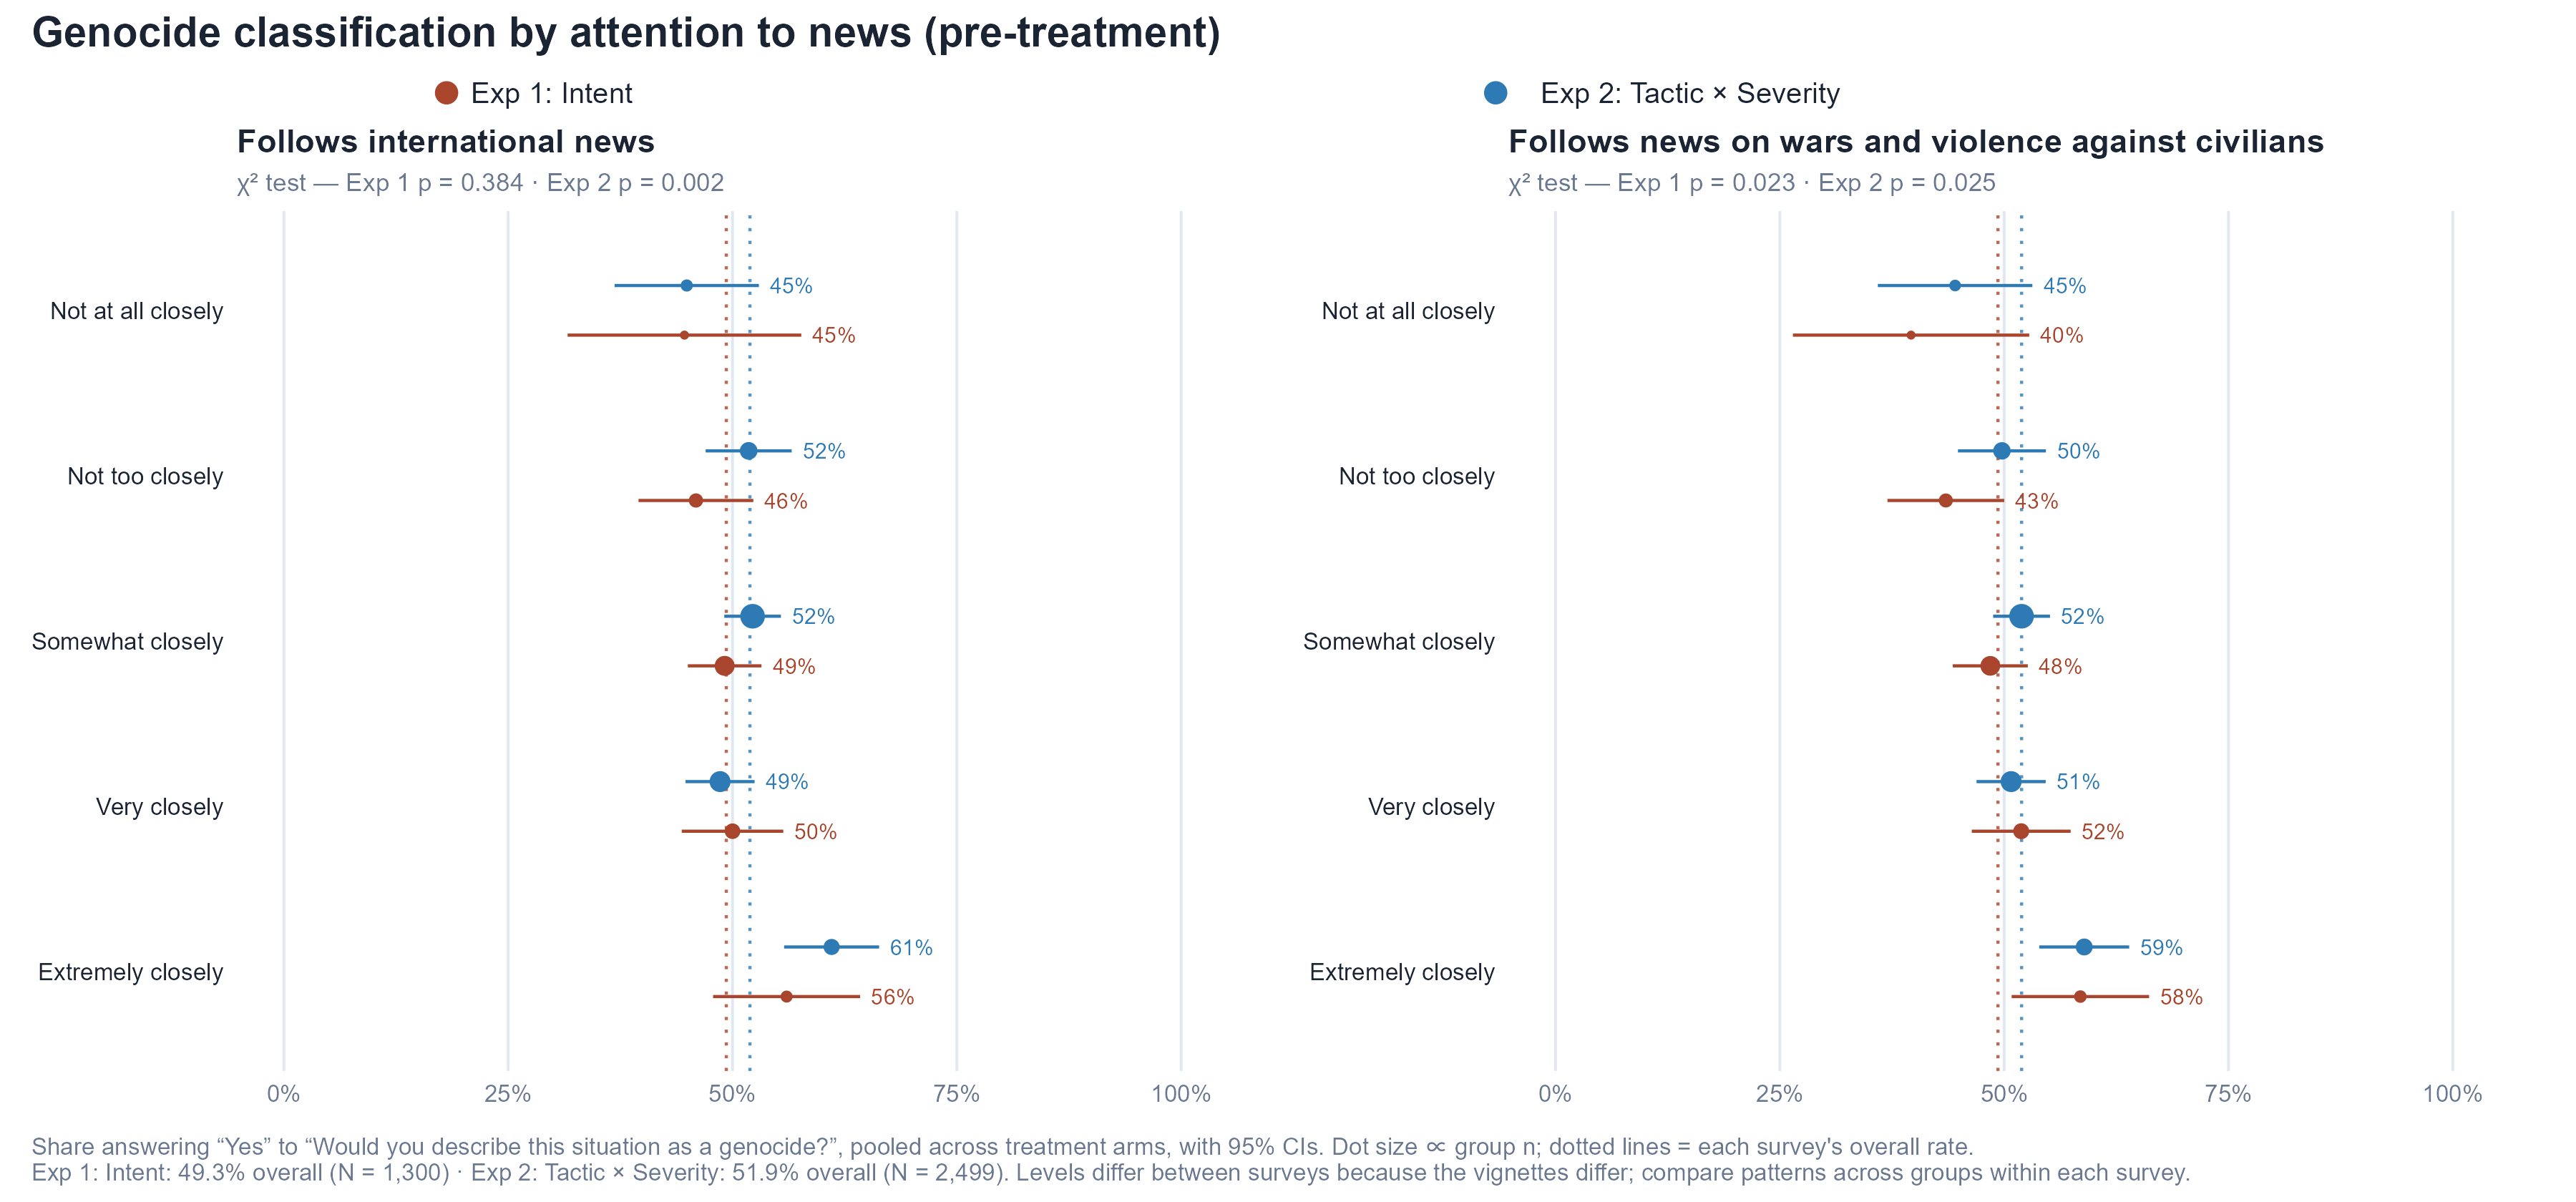 Genocide classification by attention to news (pre-treatment)
Exp 1: Intent
Exp 2: Tactic × Severity
Follows international news
χ² test — Exp 1 p = 0.384 · Exp 2 p = 0.002
Not at all closely
45%
45%
Not too closely
52%
46%
Somewhat closely
52%
49%
Very closely
49%
50%
Extremely closely
61%
56%
0%
25%
50%
75%
100%
Follows news on wars and violence against civilians
χ² test — Exp 1 p = 0.023 · Exp 2 p = 0.025
Not at all closely
45%
40%
Not too closely
50%
43%
Somewhat closely
52%
48%
Very closely
51%
52%
Extremely closely
59%
58%
0%
25%
50%
75%
100%
Share answering “Yes” to “Would you describe this situation as a genocide?”, pooled across treatment arms, with 95% CIs. Dot size ∝ group n; dotted lines = each survey's overall rate.
Exp 1: Intent: 49.3% overall (N = 1,300) · Exp 2: Tactic × Severity: 51.9% overall (N = 2,499). Levels differ between surveys because the vignettes differ; compare patterns across groups within each survey.